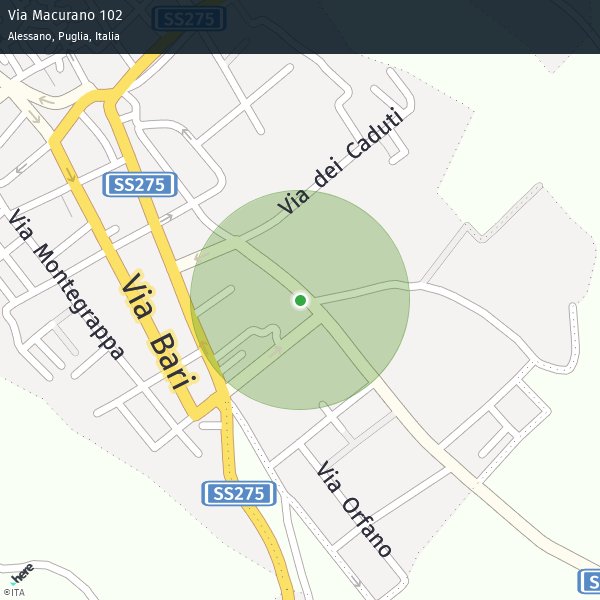 Via Macurano 102
Alessano, Puglia, Italia
SS275
Via dei Caduti
SS275
Via Montegrappa
Via Bari
SS275
Via Orfano
here
© ITA